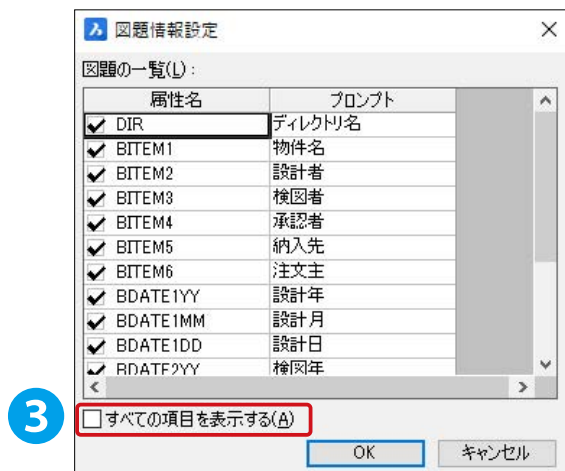 図題情報設定
図題の一覧(L):
属性名 プロンプト
DIR ディレクトリ名
BITEM1 物件名
BITEM2 設計者
BITEM3 検図者
BITEM4 承認者
BITEM5 納入先
BITEM6 注文主
BDATE1YY 設計年
BDATE1MM 設計月
BDATE1DD 設計日
BDATE2YY 検図年
3 すべての項目を表示する(A)
OK キャンセル